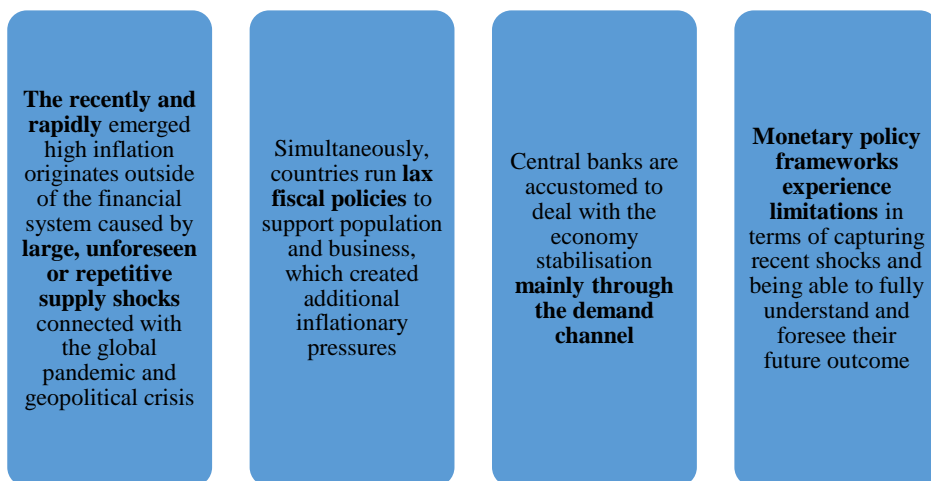 The recently and
rapidly emerged
high inflation
originates outside
of the financial
system caused by
large, unforeseen
or repetitive
supply shocks
connected with
the global
pandemic and
geopolitical crisis
Simultaneously,
countries run lax
fiscal policies to
support population
and business,
which created
additional
inflationary
pressures
Central banks are
accustomed to
deal with the
economy
stabilisation
mainly through
the demand
channel
Monetary policy
frameworks
experience
limitations in
terms of capturing
recent shocks and
being able to fully
understand and
foresee their
future outcome